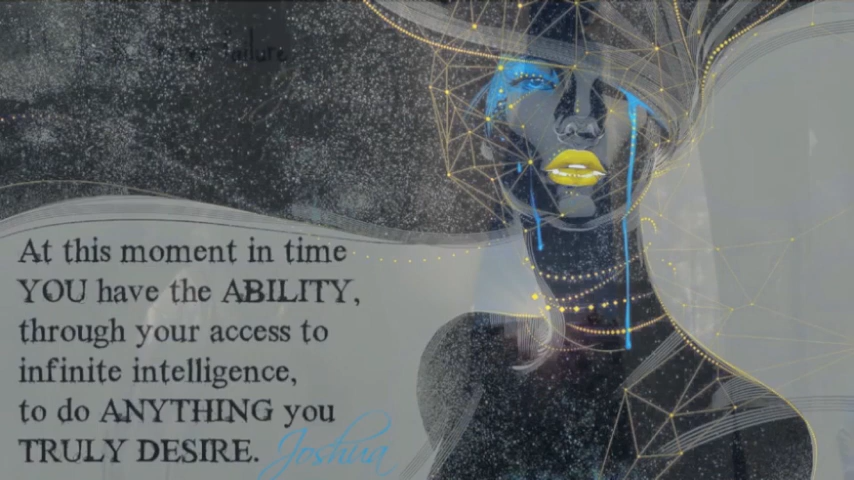 failure
At this moment in time
YOU have the ABILITY,
through your access to
infinite intelligence,
to do ANYTHING you
TRULY DESIRE.
Joshua